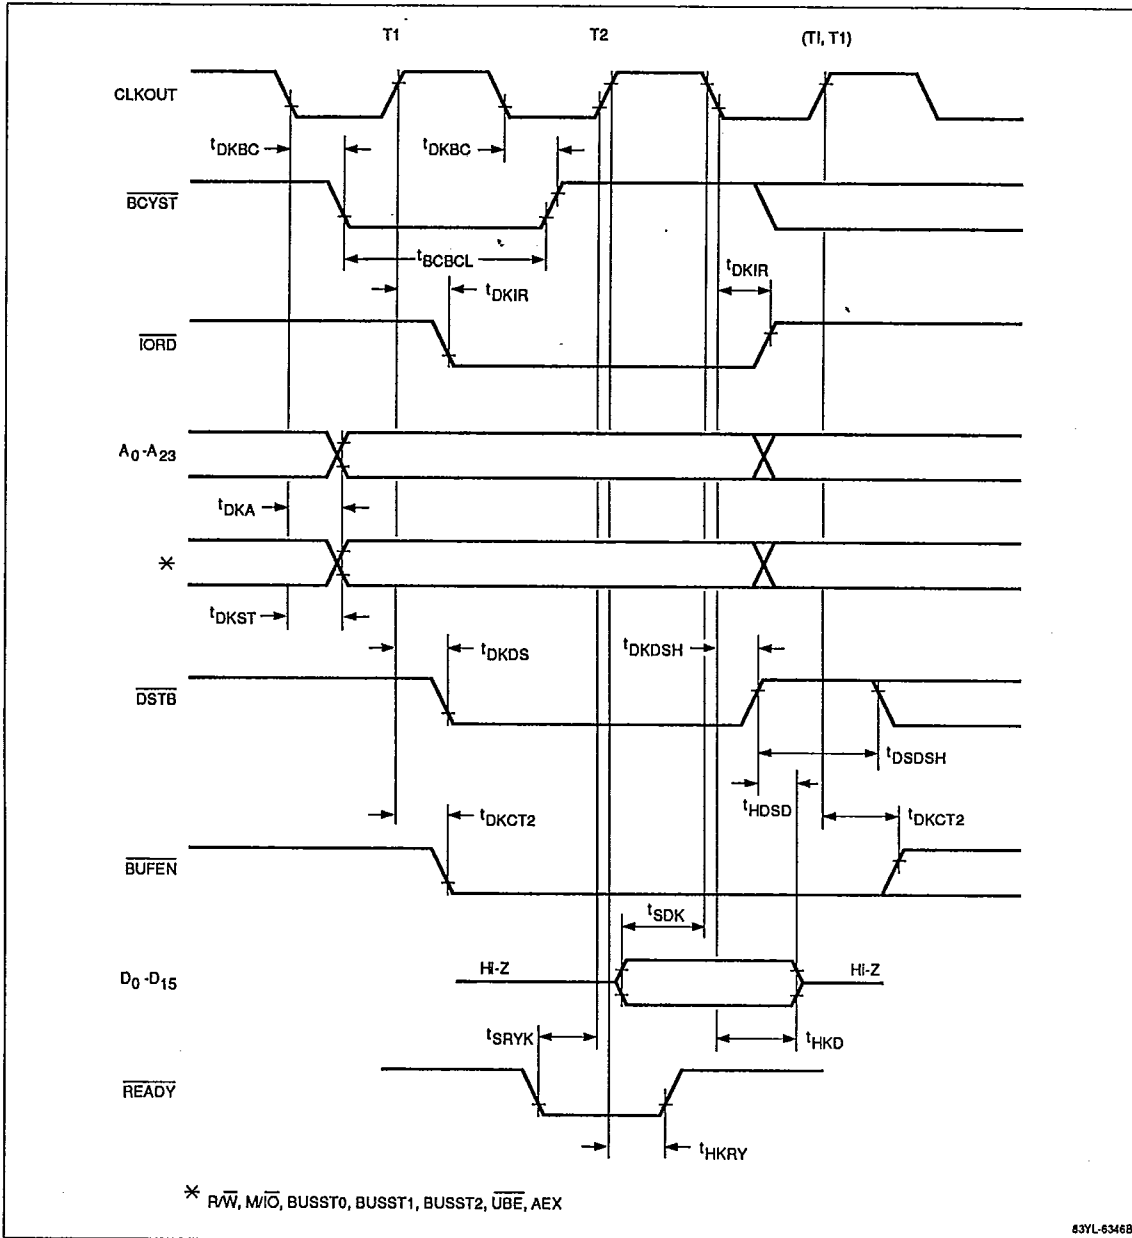 T1 T2 (TI, T1)
CLKOUT
tDKBC tDKBC
BCYST
tBCBCL
tDKIR tDKIR
IORD
A0-A23
tDKA
*
tDKST
tDKDS tDKDSH
DSTB
tDSDSH
tHDSD
tDKCT2 tDKCT2
BUFEN
tSDK
Hi-Z Hi-Z
D0-D15
tSRYK tHKD
READY
tHKRY
* R/W, M/IO, BUSST0, BUSST1, BUSST2, UBE, AEX
83YL-6346B